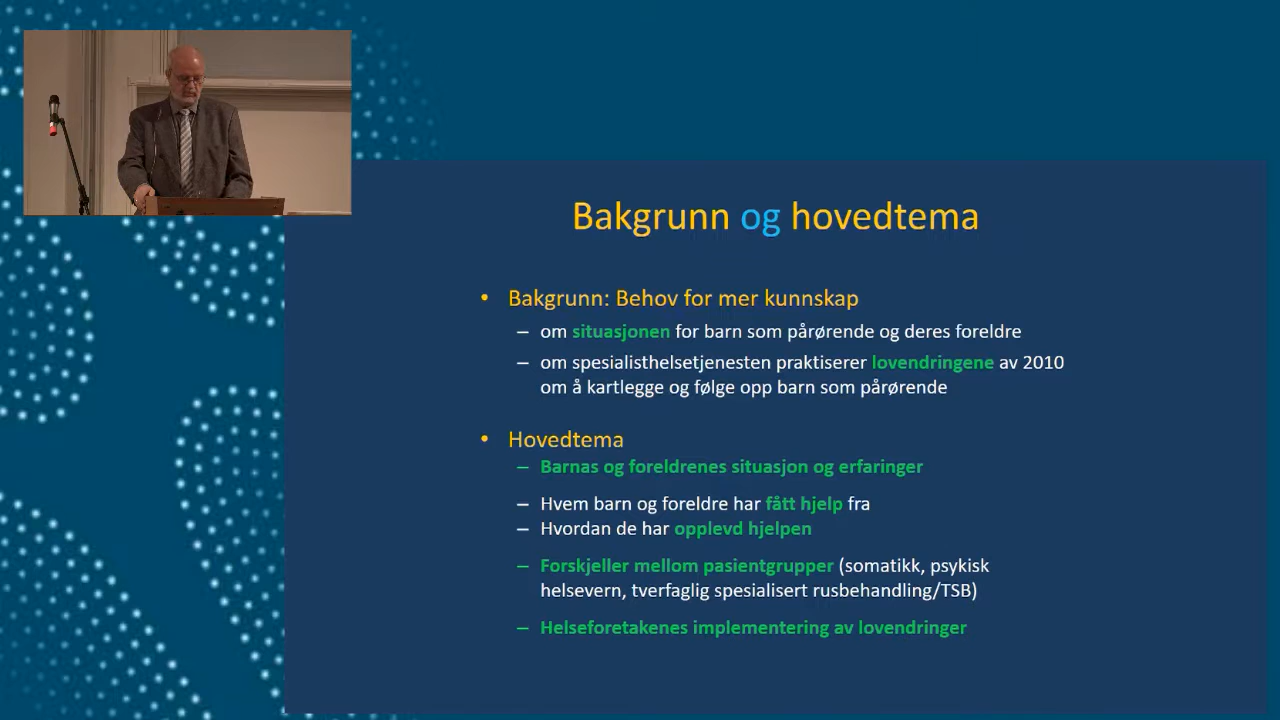 Bakgrunn og hovedtema
• Bakgrunn: Behov for mer kunnskap
– om situasjonen for barn som pårørende og deres foreldre
– om spesialisthelsetjenesten praktiserer lovendringene av 2010
om å kartlegge og følge opp barn som pårørende
• Hovedtema
– Barnas og foreldrenes situasjon og erfaringer
– Hvem barn og foreldre har fått hjelp fra
– Hvordan de har opplevd hjelpen
– Forskjeller mellom pasientgrupper (somatikk, psykisk
helsevern, tverfaglig spesialisert rusbehandling/TSB)
– Helseforetakenes implementering av lovendringer